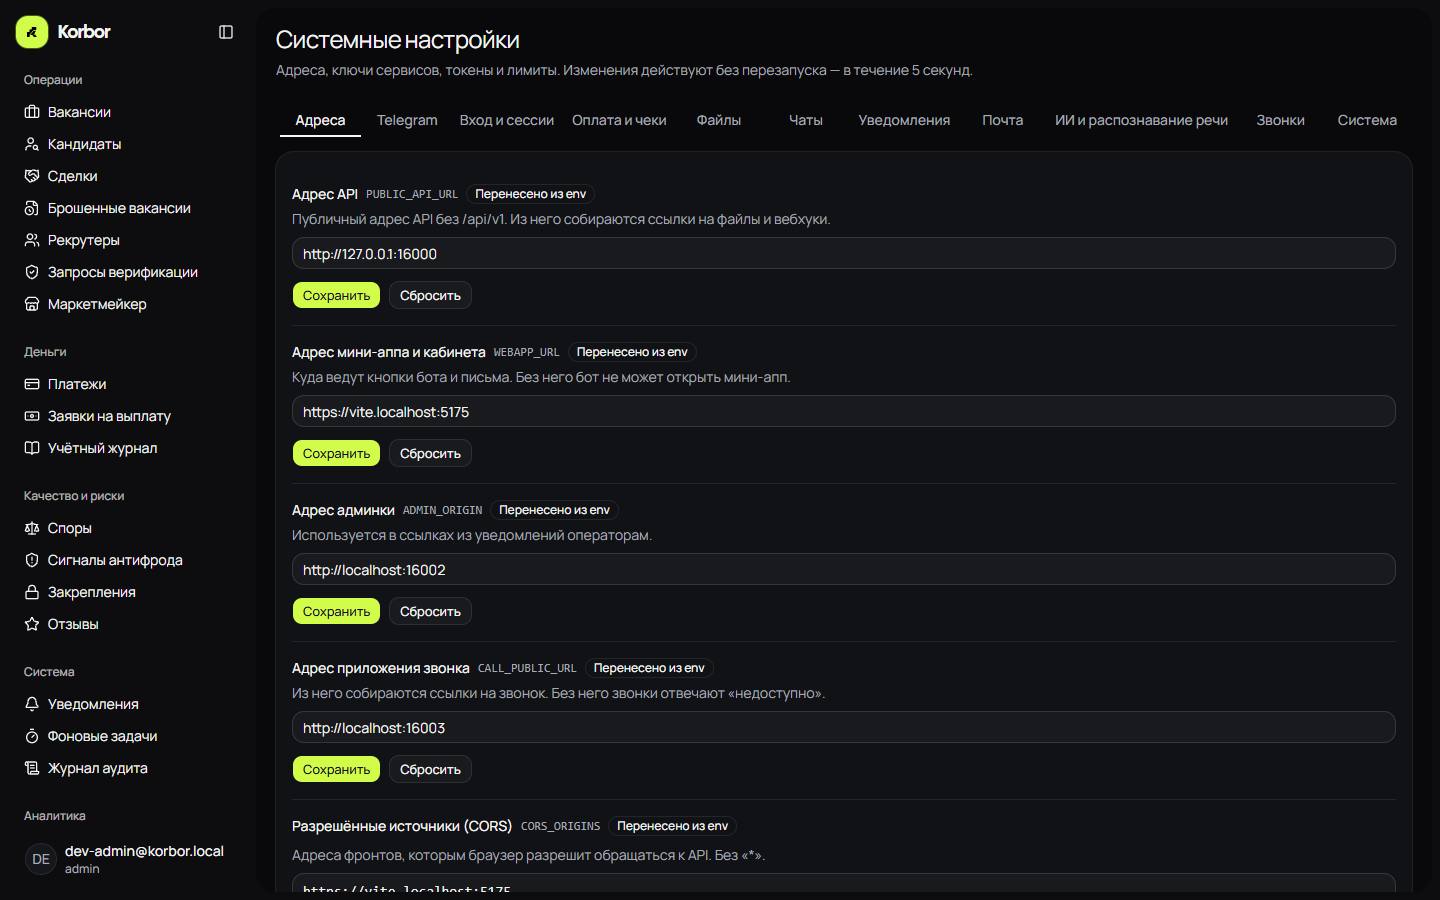 Korbor
Операции
Вакансии
Кандидаты
Сделки
Брошенные вакансии
Рекрутеры
Запросы верификации
Маркетмейкер
Деньги
Платежи
Заявки на выплату
Учётный журнал
Качество и риски
Споры
Сигналы антифрода
Закрепления
Отзывы
Система
Уведомления
Фоновые задачи
Журнал аудита
Аналитика
DE
dev-admin@korbor.local
admin
Системные настройки
Адреса, ключи сервисов, токены и лимиты. Изменения действуют без перезапуска — в течение 5 секунд.
Адреса Telegram Вход и сессии Оплата и чеки Файлы Чаты Уведомления Почта ИИ и распознавание речи Звонки Система
Адрес API PUBLIC_API_URL Перенесено из env
Публичный адрес API без /api/v1. Из него собираются ссылки на файлы и вебхуки.
http://127.0.0.1:16000
Сохранить Сбросить
Адрес мини-аппа и кабинета WEBAPP_URL Перенесено из env
Куда ведут кнопки бота и письма. Без него бот не может открыть мини-апп.
https://vite.localhost:5175
Сохранить Сбросить
Адрес админки ADMIN_ORIGIN Перенесено из env
Используется в ссылках из уведомлений операторам.
http://localhost:16002
Сохранить Сбросить
Адрес приложения звонка CALL_PUBLIC_URL Перенесено из env
Из него собираются ссылки на звонок. Без него звонки отвечают «недоступно».
http://localhost:16003
Сохранить Сбросить
Разрешённые источники (CORS) CORS_ORIGINS Перенесено из env
Адреса фронтов, которым браузер разрешит обращаться к API. Без «*».
https://vite.localhost:5175